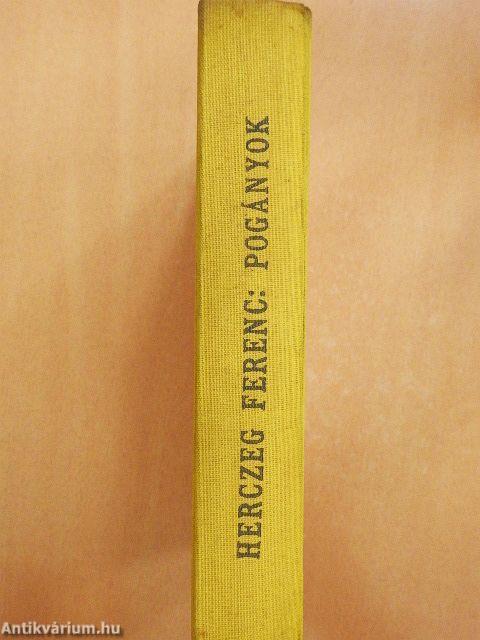 HERCZEG FERENC: POGÁNYOK
Antikvárium.hu